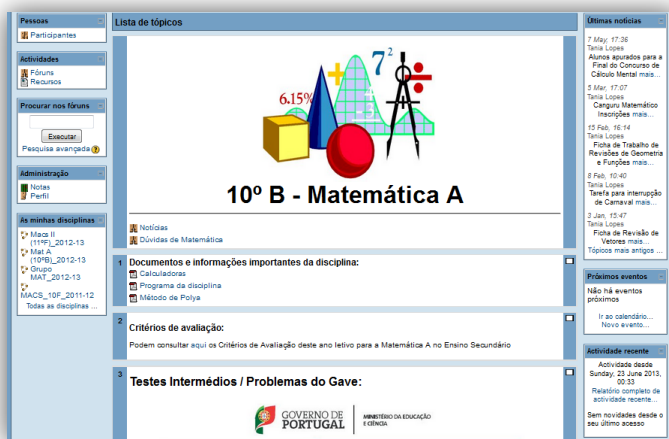 Pessoas
Participantes
Actividades
Fóruns
Recursos
Procurar nos fóruns
Executar
Pesquisa avançada
Administração
Notas
Perfil
As minhas disciplinas
Macs II
(11ºF)_2012-13
Mat A
(10ºB)_2012-13
Grupo
MAT_2012-13
MACS_10F_2011-12
Todas as disciplinas ...
Lista de tópicos
6.15%
7²
10º B - Matemática A
Notícias
Dúvidas de Matemática
1
Documentos e informações importantes da disciplina:
Calculadoras
Programa da disciplina
Método de Polya
2
Critérios de avaliação:
Podem consultar aqui os Critérios de Avaliação deste ano letivo para a Matemática A no Ensino Secundário
3
Testes Intermédios / Problemas do Gave:
GOVERNO DE
PORTUGAL
MINISTÉRIO DA EDUCAÇÃO
E CIÊNCIA
Últimas notícias
7 May, 17:36
Tania Lopes
Alunos apurados para a
Final do Concurso de
Cálculo Mental mais...
5 Mar, 17:07
Tania Lopes
Canguru Matemático
Inscrições mais...
15 Feb, 16:14
Tania Lopes
Ficha de Trabalho de
Revisões de Geometria
e Funções mais...
8 Feb, 10:40
Tania Lopes
Tarefa para interrupção
de Carnaval mais...
3 Jan, 15:47
Tania Lopes
Ficha de Revisão de
Vetores mais...
Tópicos mais antigos ...
Próximos eventos
Não há eventos
próximos
Ir ao calendário...
Novo evento...
Actividade recente
Actividade desde
Sunday, 23 June 2013,
00:33
Relatório completo de
actividade recente...
Sem novidades desde o
seu último acesso